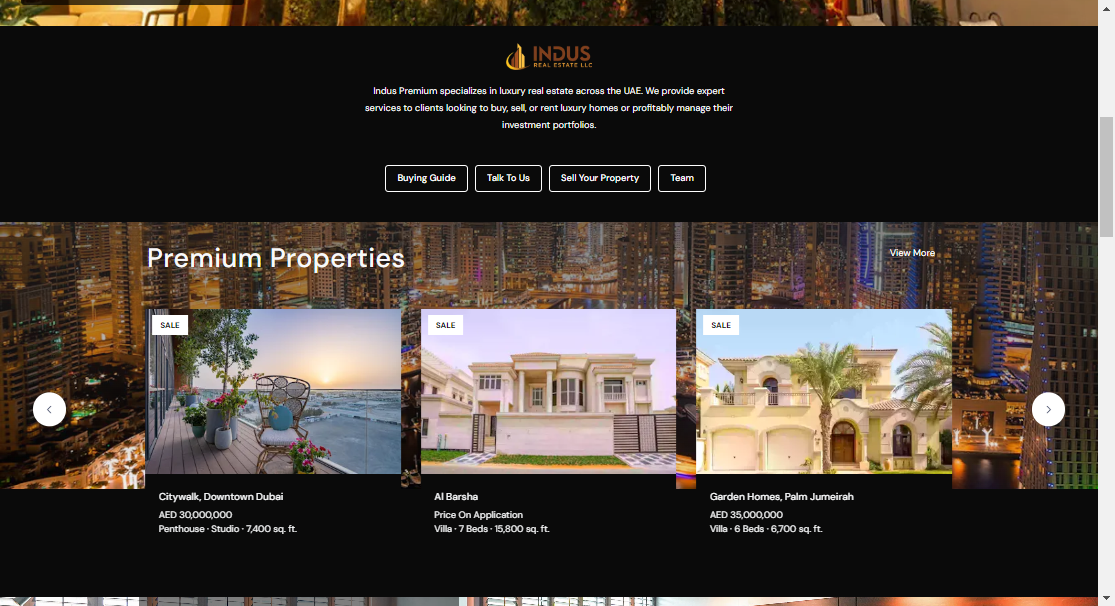 INDUS
REAL ESTATE LLC
Indus Premium specializes in luxury real estate across the UAE. We provide expert
services to clients looking to buy, sell, or rent luxury homes or profitably manage their
investment portfolios.
Buying Guide
Talk To Us
Sell Your Property
Team
Premium Properties
View More
SALE
SALE
SALE
Citywalk, Downtown Dubai
AED 30,000,000
Penthouse · Studio · 7,400 sq. ft.
Al Barsha
Price On Application
Villa · 7 Beds · 15,800 sq. ft.
Garden Homes, Palm Jumeirah
AED 35,000,000
Villa · 6 Beds · 6,700 sq. ft.